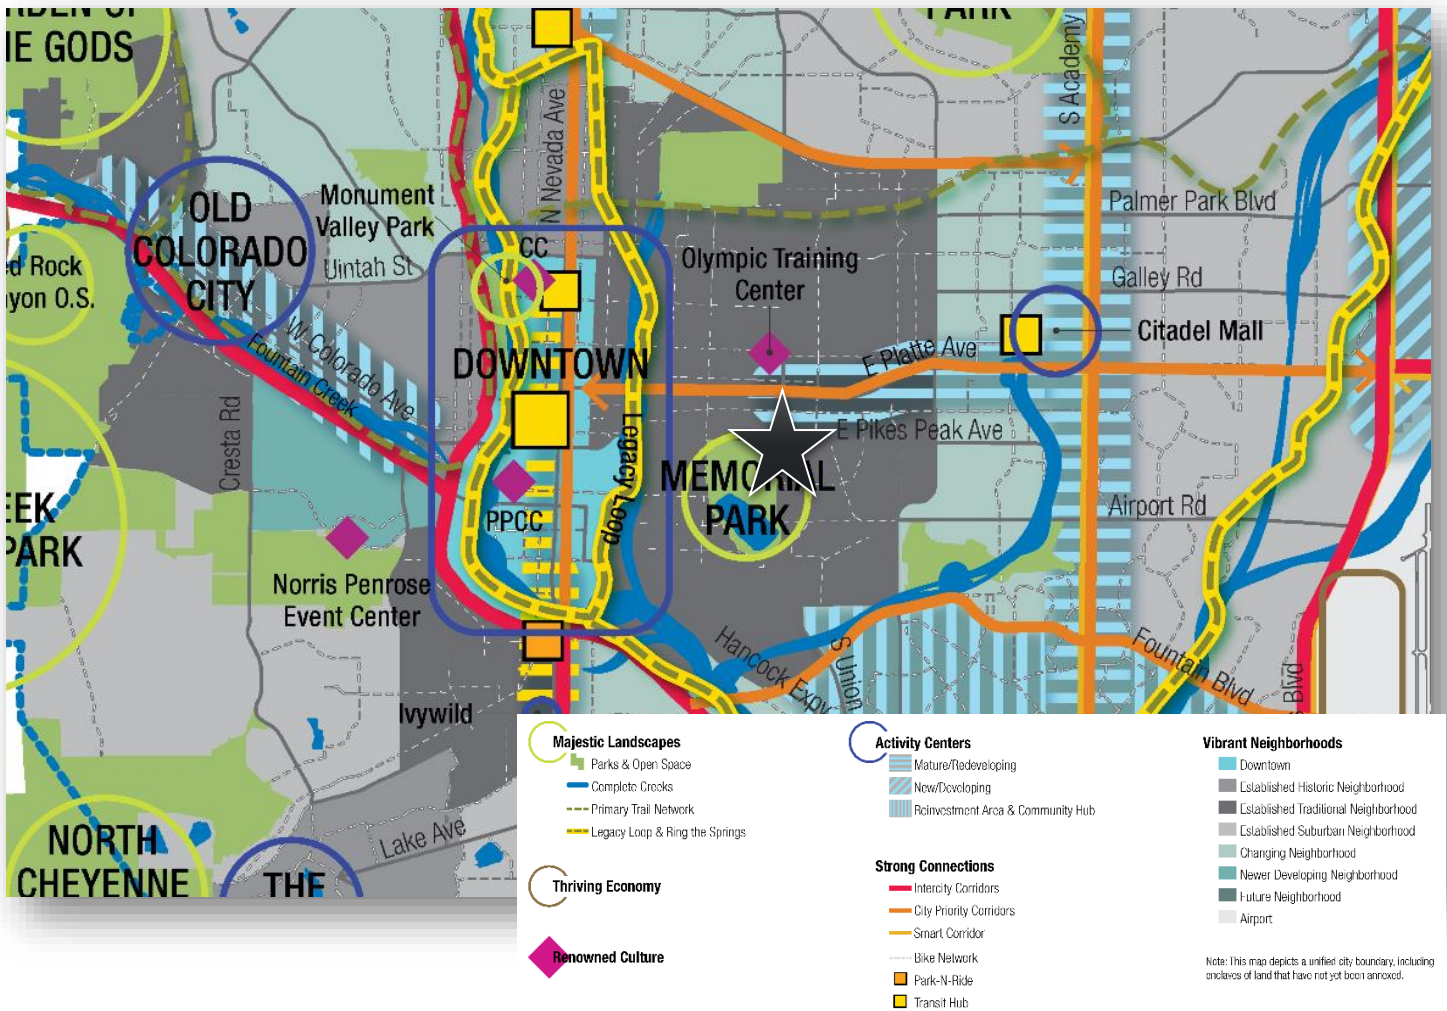 RDEN OF
IE GODS
PARK
S Academy
N Nevada Ave
OLD
COLORADO
CITY
Monument
Valley Park
Uintah St
CC
Palmer Park Blvd
Olympic Training
Center
Galley Rd
ed Rock
nyon O.S.
Citadel Mall
W Colorado Ave
Fountain Creek
DOWNTOWN
E Platte Ave
Cresta Rd
Legacy Loop
E Pikes Peak Ave
MEMORIAL
PARK
EEK
PARK
PPCC
Airport Rd
Norris Penrose
Event Center
Hancock Expy
S Union
Fountain Blvd
s Blvd
Ivywild
Lake Ave
NORTH
CHEYENNE
THE
Majestic Landscapes
Parks & Open Space
Complete Creeks
Primary Trail Network
Legacy Loop & Ring the Springs
Thriving Economy
Renowned Culture
Activity Centers
Mature/Redeveloping
New/Developing
Reinvestment Area & Community Hub
Strong Connections
Intercity Corridors
City Priority Corridors
Smart Corridor
Bike Network
Park-N-Ride
Transit Hub
Vibrant Neighborhoods
Downtown
Established Historic Neighborhood
Established Traditional Neighborhood
Established Suburban Neighborhood
Changing Neighborhood
Newer Developing Neighborhood
Future Neighborhood
Airport
Note: This map depicts a unified city boundary, including
enclaves of land that have not yet been annexed.